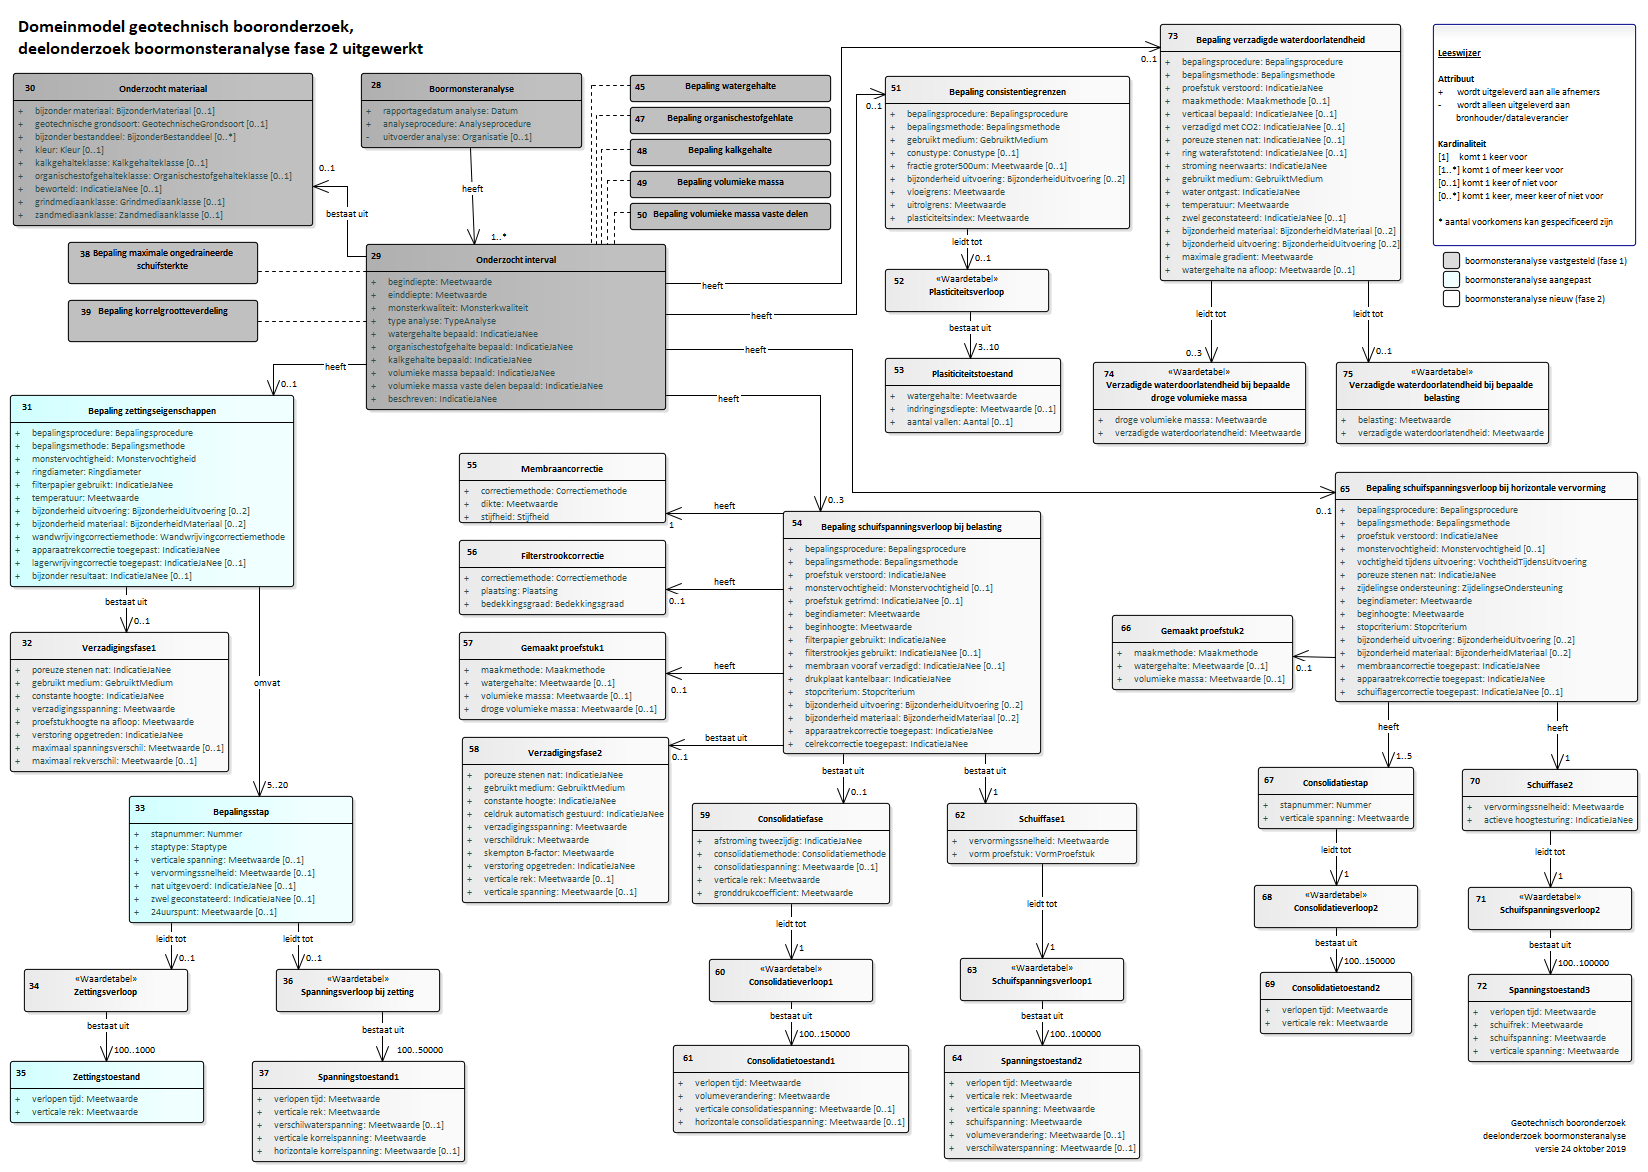 Domeinmodel geotechnisch booronderzoek,
deelonderzoek boormonsteranalyse fase 2 uitgewerkt
30 Onderzocht materiaal
+ bijzonder materiaal: BijzonderMateriaal [0..1]
+ geotechnische grondsoort: GeotechnischeGrondsoort [0..1]
+ bijzonder bestanddeel: BijzonderBestanddeel [0..*]
+ kleur: Kleur [0..1]
+ kalkgehalteklasse: Kalkgehalteklasse [0..1]
+ organischestofgehalteklasse: Organischestofgehalteklasse [0..1]
+ beworteld: IndicatieJaNee [0..1]
+ grindmediaanklasse: Grindmediaanklasse [0..1]
+ zandmediaanklasse: Zandmediaanklasse [0..1]
0..1
bestaat uit
28 Boormonsteranalyse
+ rapportagedatum analyse: Datum
+ analyseprocedure: Analyseprocedure
- uitvoerder analyse: Organisatie [0..1]
heeft
1..*
45 Bepaling watergehalte
47 Bepaling organischestofgehlate
48 Bepaling kalkgehalte
49 Bepaling volumieke massa
50 Bepaling volumieke massa vaste delen
38 Bepaling maximale ongedraineerde
schuifsterkte
39 Bepaling korrelgrootteverdeling
29 Onderzocht interval
+ begindiepte: Meetwaarde
+ einddiepte: Meetwaarde
+ monsterkwaliteit: Monsterkwaliteit
+ type analyse: TypeAnalyse
+ watergehalte bepaald: IndicatieJaNee
+ organischestofgehalte bepaald: IndicatieJaNee
+ kalkgehalte bepaald: IndicatieJaNee
+ volumieke massa bepaald: IndicatieJaNee
+ volumieke massa vaste delen bepaald: IndicatieJaNee
+ beschreven: IndicatieJaNee
heeft
0..1
heeft
0..1
heeft
0..1
heeft
0..1
heeft
0..3
51 Bepaling consistentiegrenzen
+ bepalingsprocedure: Bepalingsprocedure
+ bepalingsmethode: Bepalingsmethode
+ gebruikt medium: GebruiktMedium
+ conustype: Conustype [0..1]
+ fractie groter500um: Meetwaarde [0..1]
+ bijzonderheid uitvoering: BijzonderheidUitvoering [0..2]
+ vloeigrens: Meetwaarde
+ uitrolgrens: Meetwaarde
+ plasticiteitsindex: Meetwaarde
leidt tot
0..1
52 «Waardetabel»
Plasticiteitsverloop
bestaat uit
3..10
53 Plasiticiteitstoestand
+ watergehalte: Meetwaarde
+ indringingsdiepte: Meetwaarde [0..1]
+ aantal vallen: Aantal [0..1]
73 Bepaling verzadigde waterdoorlatendheid
+ bepalingsprocedure: Bepalingsprocedure
+ bepalingsmethode: Bepalingsmethode
+ proefstuk verstoord: IndicatieJaNee
+ maakmethode: Maakmethode [0..1]
+ verticaal bepaald: IndicatieJaNee [0..1]
+ verzadigd met CO2: IndicatieJaNee [0..1]
+ poreuze stenen nat: IndicatieJaNee [0..1]
+ ring waterafstotend: IndicatieJaNee [0..1]
+ stroming neerwaarts: IndicatieJaNee [0..1]
+ gebruikt medium: GebruiktMedium
+ water ontgast: IndicatieJaNee
+ temperatuur: Meetwaarde
+ zwel geconstateerd: IndicatieJaNee [0..1]
+ bijzonderheid materiaal: BijzonderheidMateriaal [0..2]
+ bijzonderheid uitvoering: BijzonderheidUitvoering [0..2]
+ maximale gradient: Meetwaarde
+ watergehalte na afloop: Meetwaarde [0..1]
leidt tot
0..3
leidt tot
0..1
74 «Waardetabel»
Verzadigde waterdoorlatendheid bij bepaalde
droge volumieke massa
+ droge volumieke massa: Meetwaarde
+ verzadigde waterdoorlatendheid: Meetwaarde
75 «Waardetabel»
Verzadigde waterdoorlatendheid bij bepaalde
belasting
+ belasting: Meetwaarde
+ verzadigde waterdoorlatendheid: Meetwaarde
Leeswijzer
Attribuut
+ wordt uitgeleverd aan alle afnemers
- wordt alleen uitgeleverd aan
bronhouder/dataleverancier
Kardinaliteit
[1] komt 1 keer voor
[1..*] komt 1 of meer keer voor
[0..1] komt 1 keer of niet voor
[0..*] komt 1 keer, meer keer of niet voor
* aantal voorkomens kan gespecificeerd zijn
boormonsteranalyse vastgesteld (fase 1)
boormonsteranalyse aangepast
boormonsteranalyse nieuw (fase 2)
31 Bepaling zettingseigenschappen
+ bepalingsprocedure: Bepalingsprocedure
+ bepalingsmethode: Bepalingsmethode
+ monstervochtigheid: Monstervochtigheid
+ ringdiameter: Ringdiameter
+ filterpapier gebruikt: IndicatieJaNee
+ temperatuur: Meetwaarde
+ bijzonderheid uitvoering: BijzonderheidUitvoering [0..2]
+ bijzonderheid materiaal: BijzonderheidMateriaal [0..2]
+ wandwrijvingcorrectiemethode: Wandwrijvingcorrectiemethode
+ apparaatrekcorrectie toegepast: IndicatieJaNee
+ lagerwrijvingcorrectie toegepast: IndicatieJaNee [0..1]
+ bijzonder resultaat: IndicatieJaNee [0..1]
bestaat uit
0..1
omvat
5..20
32 Verzadigingsfase1
+ poreuze stenen nat: IndicatieJaNee
+ gebruikt medium: GebruiktMedium
+ constante hoogte: IndicatieJaNee
+ verzadigingsspanning: Meetwaarde
+ proefstukhoogte na afloop: Meetwaarde
+ verstoring opgetreden: IndicatieJaNee
+ maximaal spanningsverschil: Meetwaarde [0..1]
+ maximaal rekverschil: Meetwaarde [0..1]
33 Bepalingsstap
+ stapnummer: Nummer
+ staptype: Staptype
+ verticale spanning: Meetwaarde [0..1]
+ vervormingssnelheid: Meetwaarde [0..1]
+ nat uitgevoerd: IndicatieJaNee [0..1]
+ zwel geconstateerd: IndicatieJaNee [0..1]
+ 24uurspunt: Meetwaarde [0..1]
leidt tot
0..1
leidt tot
0..1
34 «Waardetabel»
Zettingsverloop
bestaat uit
100..1000
35 Zettingstoestand
+ verlopen tijd: Meetwaarde
+ verticale rek: Meetwaarde
36 «Waardetabel»
Spanningsverloop bij zetting
bestaat uit
100..50000
37 Spanningstoestand1
+ verlopen tijd: Meetwaarde
+ verticale rek: Meetwaarde
+ verschilwaterspanning: Meetwaarde [0..1]
+ verticale korrelspanning: Meetwaarde
+ horizontale korrelspanning: Meetwaarde [0..1]
55 Membraancorrectie
+ correctiemethode: Correctiemethode
+ dikte: Meetwaarde
+ stijfheid: Stijfheid
heeft
1
56 Filterstrookcorrectie
+ correctiemethode: Correctiemethode
+ plaatsing: Plaatsing
+ bedekkingsgraad: Bedekkingsgraad
heeft
0..1
57 Gemaakt proefstuk1
+ maakmethode: Maakmethode
+ watergehalte: Meetwaarde [0..1]
+ volumieke massa: Meetwaarde [0..1]
+ droge volumieke massa: Meetwaarde [0..1]
heeft
0..1
58 Verzadigingsfase2
+ poreuze stenen nat: IndicatieJaNee
+ gebruikt medium: GebruiktMedium
+ constante hoogte: IndicatieJaNee
+ celdruk automatisch gestuurd: IndicatieJaNee
+ verzadigingsspanning: Meetwaarde
+ verschildruk: Meetwaarde
+ skempton B-factor: Meetwaarde
+ verstoring opgetreden: IndicatieJaNee
+ verticale rek: Meetwaarde [0..1]
+ verticale spanning: Meetwaarde [0..1]
bestaat uit
0..1
54 Bepaling schuifspanningsverloop bij belasting
+ bepalingsprocedure: Bepalingsprocedure
+ bepalingsmethode: Bepalingsmethode
+ proefstuk verstoord: IndicatieJaNee
+ monstervochtigheid: Monstervochtigheid [0..1]
+ proefstuk getrimd: IndicatieJaNee [0..1]
+ begindiameter: Meetwaarde
+ beginhoogte: Meetwaarde
+ filterpapier gebruikt: IndicatieJaNee
+ filterstrookjes gebruikt: IndicatieJaNee [0..1]
+ membraan vooraf verzadigd: IndicatieJaNee [0..1]
+ drukplaat kantelbaar: IndicatieJaNee
+ stopcriterium: Stopcriterium
+ bijzonderheid uitvoering: BijzonderheidUitvoering [0..2]
+ bijzonderheid materiaal: BijzonderheidMateriaal [0..2]
+ apparaatrekcorrectie toegepast: IndicatieJaNee
+ celrekcorrectie toegepast: IndicatieJaNee
bestaat uit
0..1
bestaat uit
1
59 Consolidatiefase
+ afstroming tweezijdig: IndicatieJaNee
+ consolidatiemethode: Consolidatiemethode
+ consolidatiespanning: Meetwaarde [0..1]
+ verticale rek: Meetwaarde
+ gronddrukcoefficient: Meetwaarde
leidt tot
1
60 «Waardetabel»
Consolidatieverloop1
bestaat uit
100..150000
61 Consolidatietoestand1
+ verlopen tijd: Meetwaarde
+ volumeverandering: Meetwaarde
+ verticale consolidatiespanning: Meetwaarde [0..1]
+ horizontale consolidatiespanning: Meetwaarde [0..1]
62 Schuiffase1
+ vervormingssnelheid: Meetwaarde
+ vorm proefstuk: VormProefstuk
leidt tot
1
63 «Waardetabel»
Schuifspanningsverloop1
bestaat uit
100..100000
64 Spanningstoestand2
+ verlopen tijd: Meetwaarde
+ verticale rek: Meetwaarde
+ verticale spanning: Meetwaarde
+ schuifspanning: Meetwaarde
+ volumeverandering: Meetwaarde [0..1]
+ verschilwaterspanning: Meetwaarde [0..1]
65 Bepaling schuifspanningsverloop bij horizontale vervorming
+ bepalingsprocedure: Bepalingsprocedure
+ bepalingsmethode: Bepalingsmethode
+ proefstuk verstoord: IndicatieJaNee
+ monstervochtigheid: Monstervochtigheid [0..1]
+ vochtigheid tijdens uitvoering: VochtheidTijdensUitvoering
+ poreuze stenen nat: IndicatieJaNee
+ zijdelingse ondersteuning: ZijdelingseOndersteuning
+ begindiameter: Meetwaarde
+ beginhoogte: Meetwaarde
+ stopcriterium: Stopcriterium
+ bijzonderheid uitvoering: BijzonderheidUitvoering [0..2]
+ bijzonderheid materiaal: BijzonderheidMateriaal [0..2]
+ membraancorrectie toegepast: IndicatieJaNee
+ apparaatrekcorrectie toegepast: IndicatieJaNee
+ schuiflagercorrectie toegepast: IndicatieJaNee [0..1]
66 Gemaakt proefstuk2
+ maakmethode: Maakmethode
+ watergehalte: Meetwaarde [0..1]
+ volumieke massa: Meetwaarde [0..1]
0..1
heeft
1..5
heeft
1
67 Consolidatiestap
+ stapnummer: Nummer
+ verticale spanning: Meetwaarde
leidt tot
1
68 «Waardetabel»
Consolidatieverloop2
bestaat uit
100..150000
69 Consolidatietoestand2
+ verlopen tijd: Meetwaarde
+ verticale rek: Meetwaarde
70 Schuiffase2
+ vervormingssnelheid: Meetwaarde
+ actieve hoogtesturing: IndicatieJaNee
leidt tot
1
71 «Waardetabel»
Schuifspanningsverloop2
bestaat uit
100..100000
72 Spanningstoestand3
+ verlopen tijd: Meetwaarde
+ schuifrek: Meetwaarde
+ schuifspanning: Meetwaarde
+ verticale spanning: Meetwaarde
Geotechnisch booronderzoek
deelonderzoek boormonsteranalyse
versie 24 oktober 2019